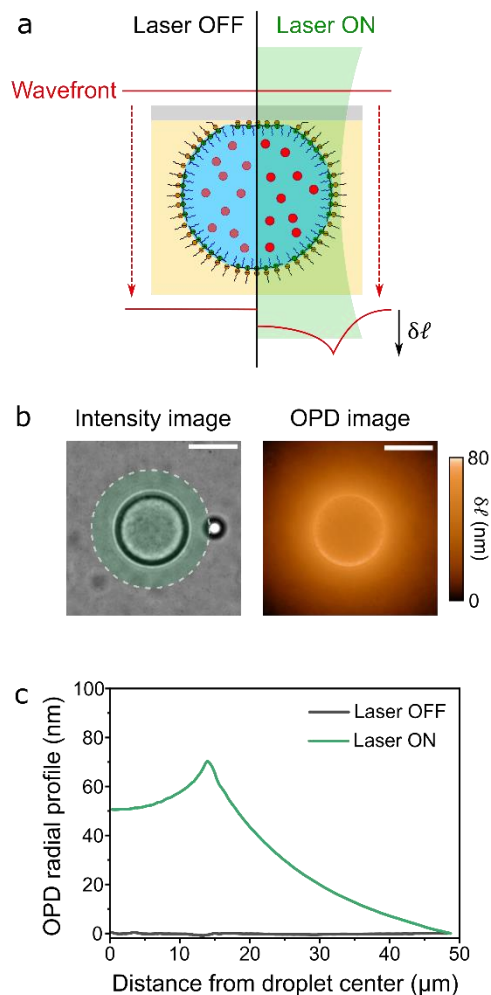 a
Laser OFF
Laser ON
Wavefront
δℓ
b
Intensity image
OPD image
80
δℓ (nm)
0
c
100
80
60
40
20
0
OPD radial profile (nm)
Laser OFF
Laser ON
0
10
20
30
40
50
Distance from droplet center (μm)